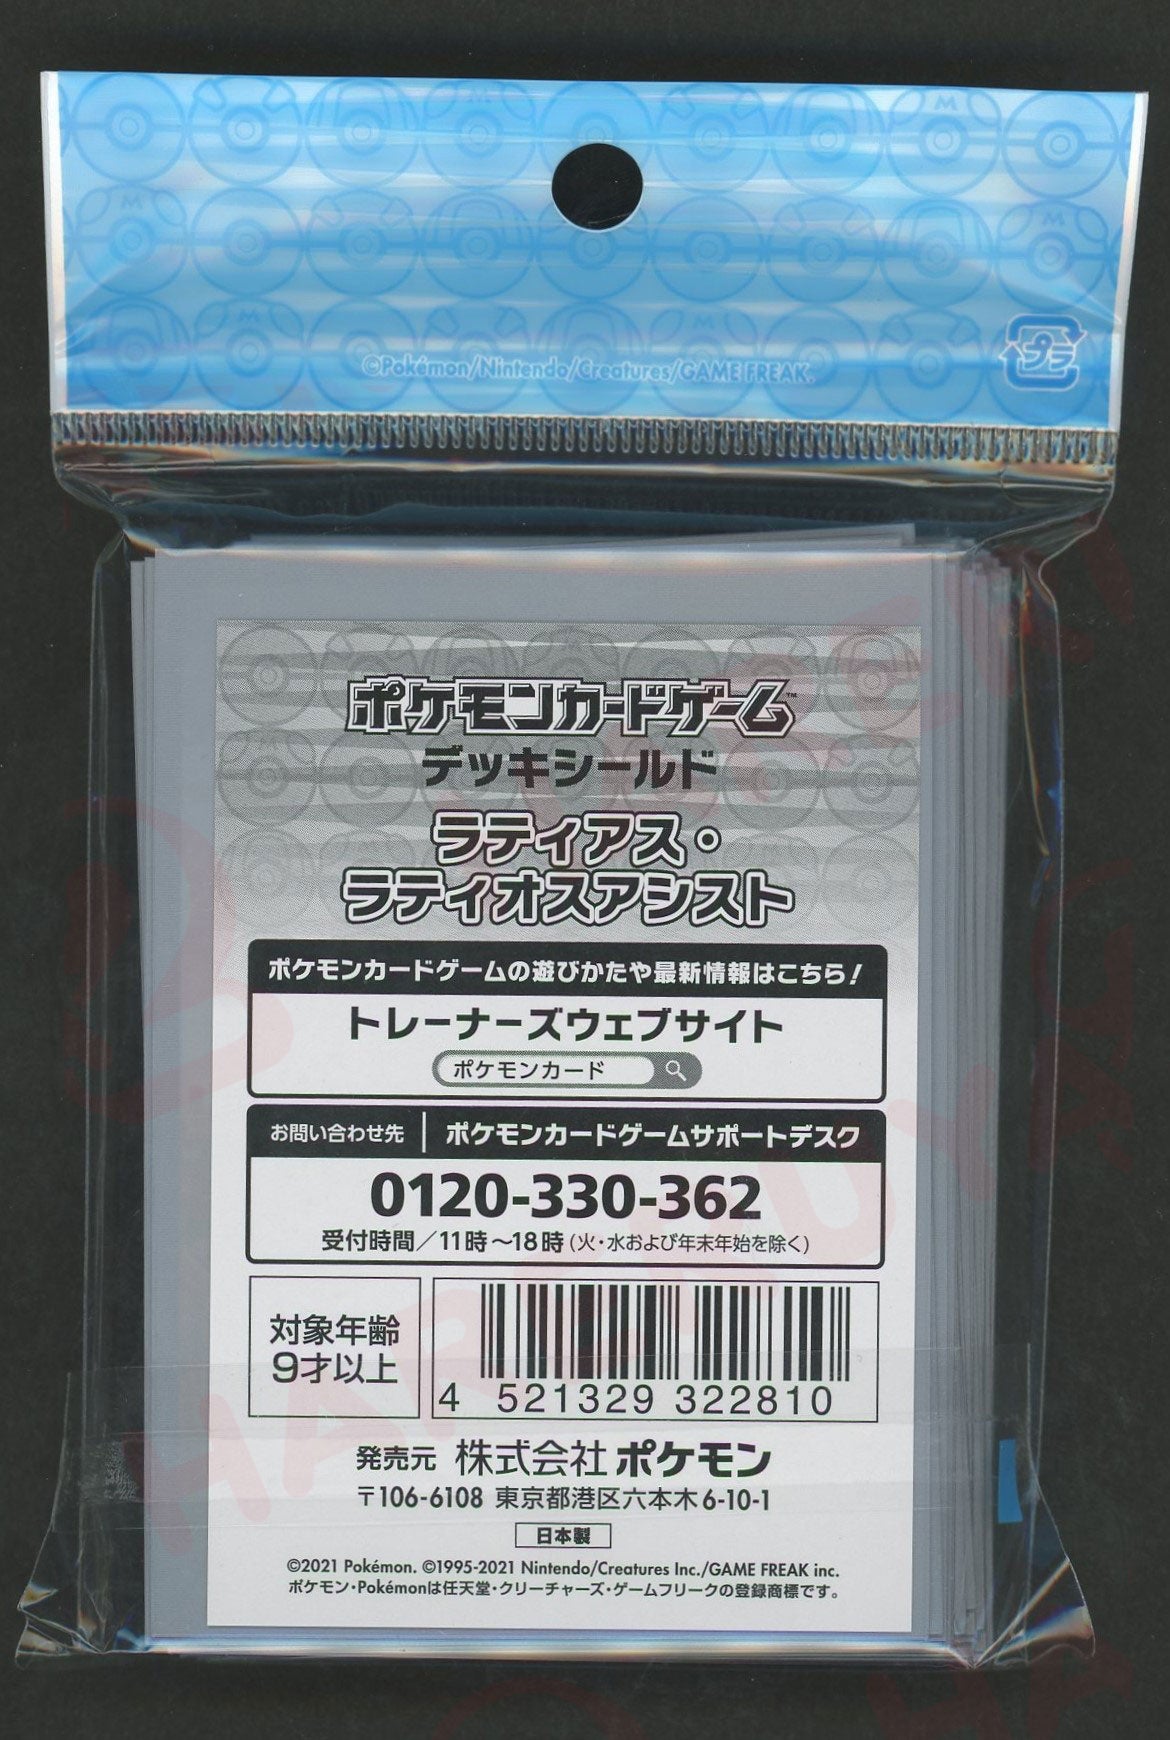 ©Pokémon/Nintendo/Creatures/GAME FREAK.
プラ
ポケモンカードゲーム™
デッキシールド
ラティアス・
ラティオスアシスト
ポケモンカードゲームの遊びかたや最新情報はこちら!
トレーナーズウェブサイト
ポケモンカード
お問い合わせ先 ポケモンカードゲームサポートデスク
0120-330-362
受付時間/11時~18時(火・水および年末年始を除く)
対象年齢
9才以上
4 521329 322810
発売元 株式会社 ポケモン
〒106-6108 東京都港区六本木6-10-1
日本製
©2021 Pokémon. ©1995-2021 Nintendo/Creatures Inc./GAME FREAK inc.
ポケモン・Pokémonは任天堂・クリーチャーズ・ゲームフリークの登録商標です。